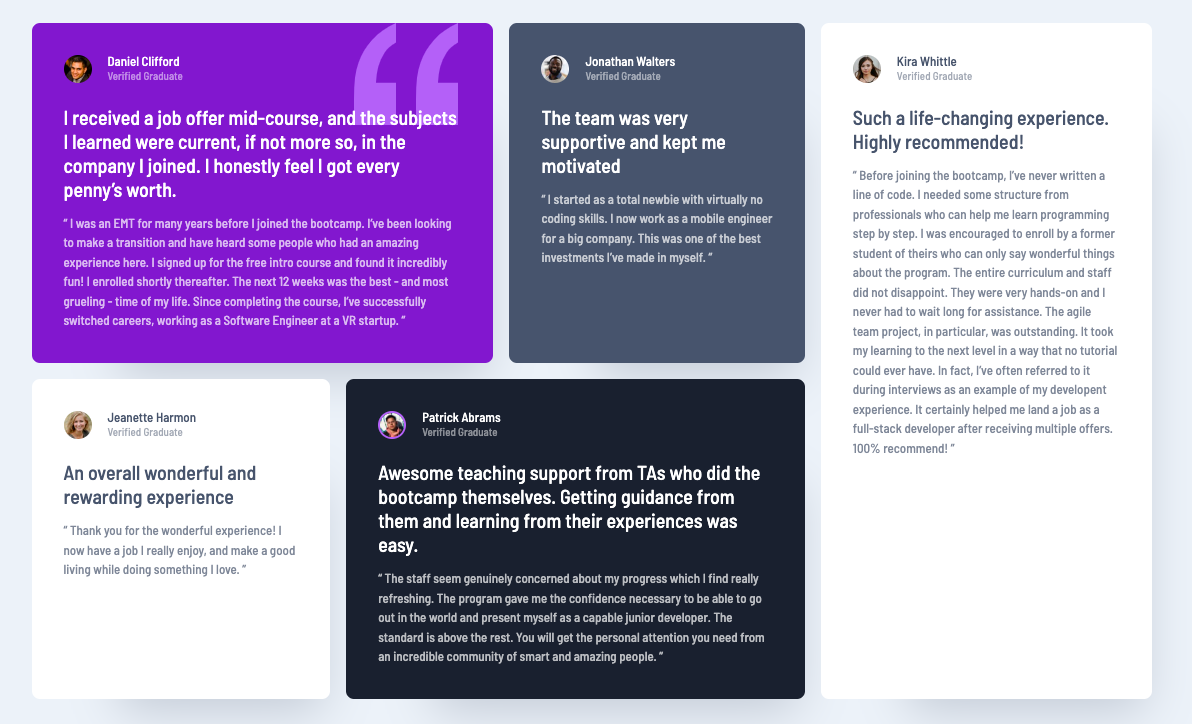 Daniel Clifford
Verified Graduate
I received a job offer mid-course, and the subjects
I learned were current, if not more so, in the
company I joined. I honestly feel I got every
penny’s worth.
“ I was an EMT for many years before I joined the bootcamp. I’ve been looking
to make a transition and have heard some people who had an amazing
experience here. I signed up for the free intro course and found it incredibly
fun! I enrolled shortly thereafter. The next 12 weeks was the best - and most
grueling - time of my life. Since completing the course, I’ve successfully
switched careers, working as a Software Engineer at a VR startup. ”
Jonathan Walters
Verified Graduate
The team was very
supportive and kept me
motivated
“ I started as a total newbie with virtually no
coding skills. I now work as a mobile engineer
for a big company. This was one of the best
investments I’ve made in myself. ”
Kira Whittle
Verified Graduate
Such a life-changing experience.
Highly recommended!
“ Before joining the bootcamp, I’ve never written a
line of code. I needed some structure from
professionals who can help me learn programming
step by step. I was encouraged to enroll by a former
student of theirs who can only say wonderful things
about the program. The entire curriculum and staff
did not disappoint. They were very hands-on and I
never had to wait long for assistance. The agile
team project, in particular, was outstanding. It took
my learning to the next level in a way that no tutorial
could ever have. In fact, I’ve often referred to it
during interviews as an example of my developent
experience. It certainly helped me land a job as a
full-stack developer after receiving multiple offers.
100% recommend! ”
Jeanette Harmon
Verified Graduate
An overall wonderful and
rewarding experience
“ Thank you for the wonderful experience! I
now have a job I really enjoy, and make a good
living while doing something I love. ”
Patrick Abrams
Verified Graduate
Awesome teaching support from TAs who did the
bootcamp themselves. Getting guidance from
them and learning from their experiences was
easy.
“ The staff seem genuinely concerned about my progress which I find really
refreshing. The program gave me the confidence necessary to be able to go
out in the world and present myself as a capable junior developer. The
standard is above the rest. You will get the personal attention you need from
an incredible community of smart and amazing people. ”